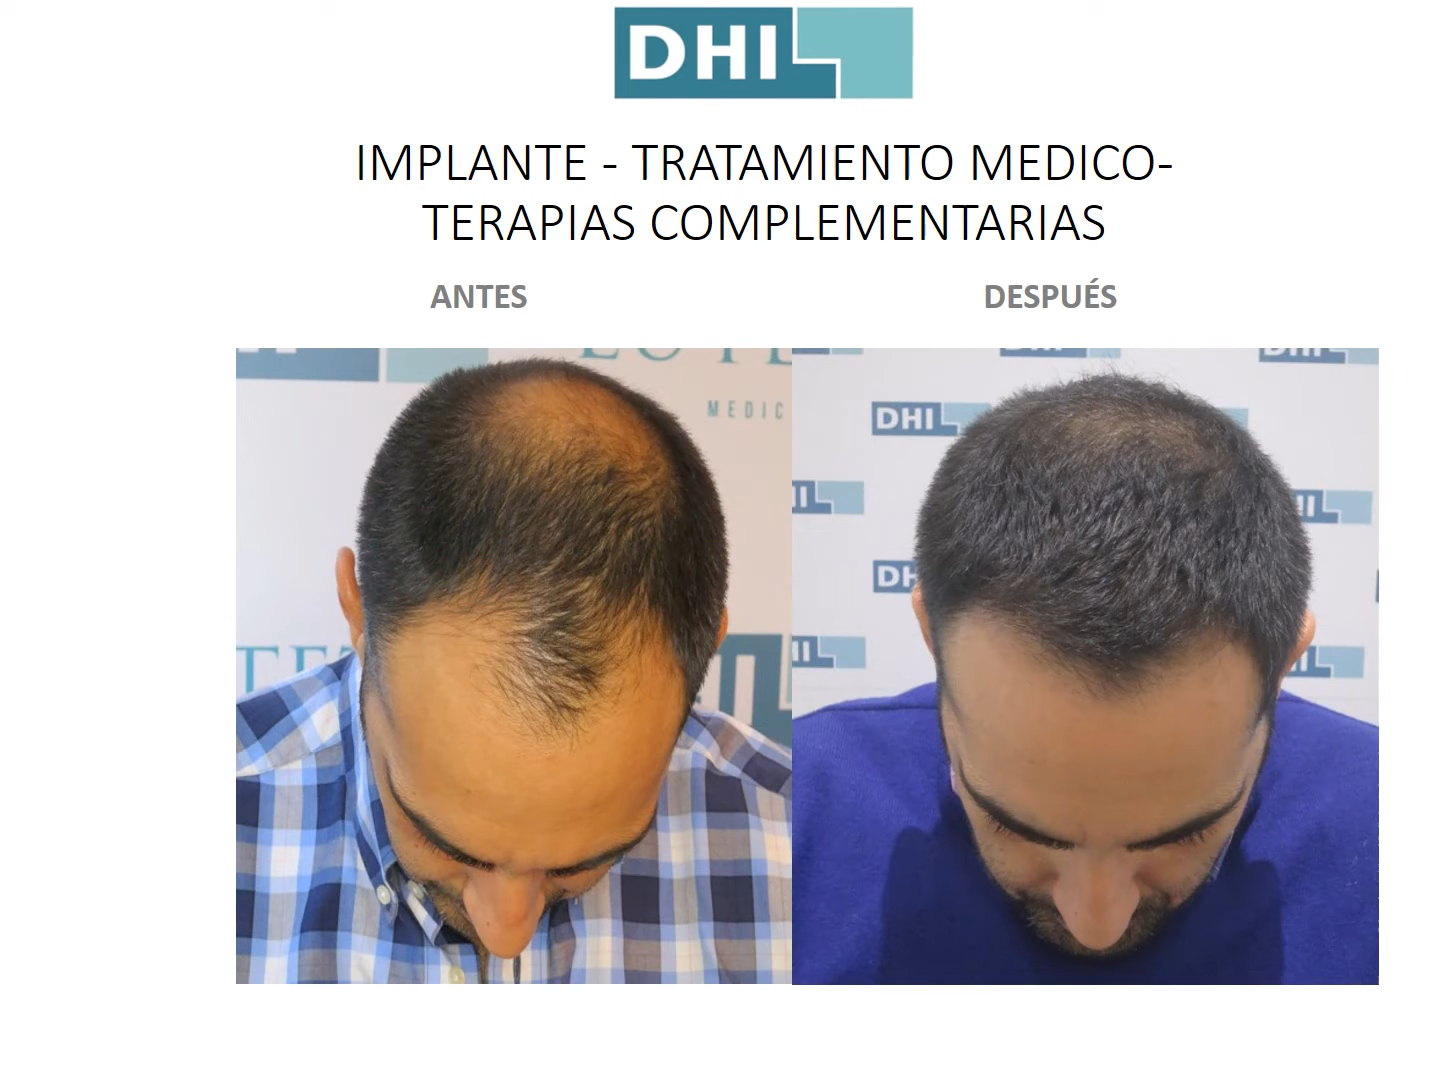 DHI
IMPLANTE - TRATAMIENTO MEDICO-
TERAPIAS COMPLEMENTARIAS
ANTES
DESPUÉS
MEDIC
DHI
DHI